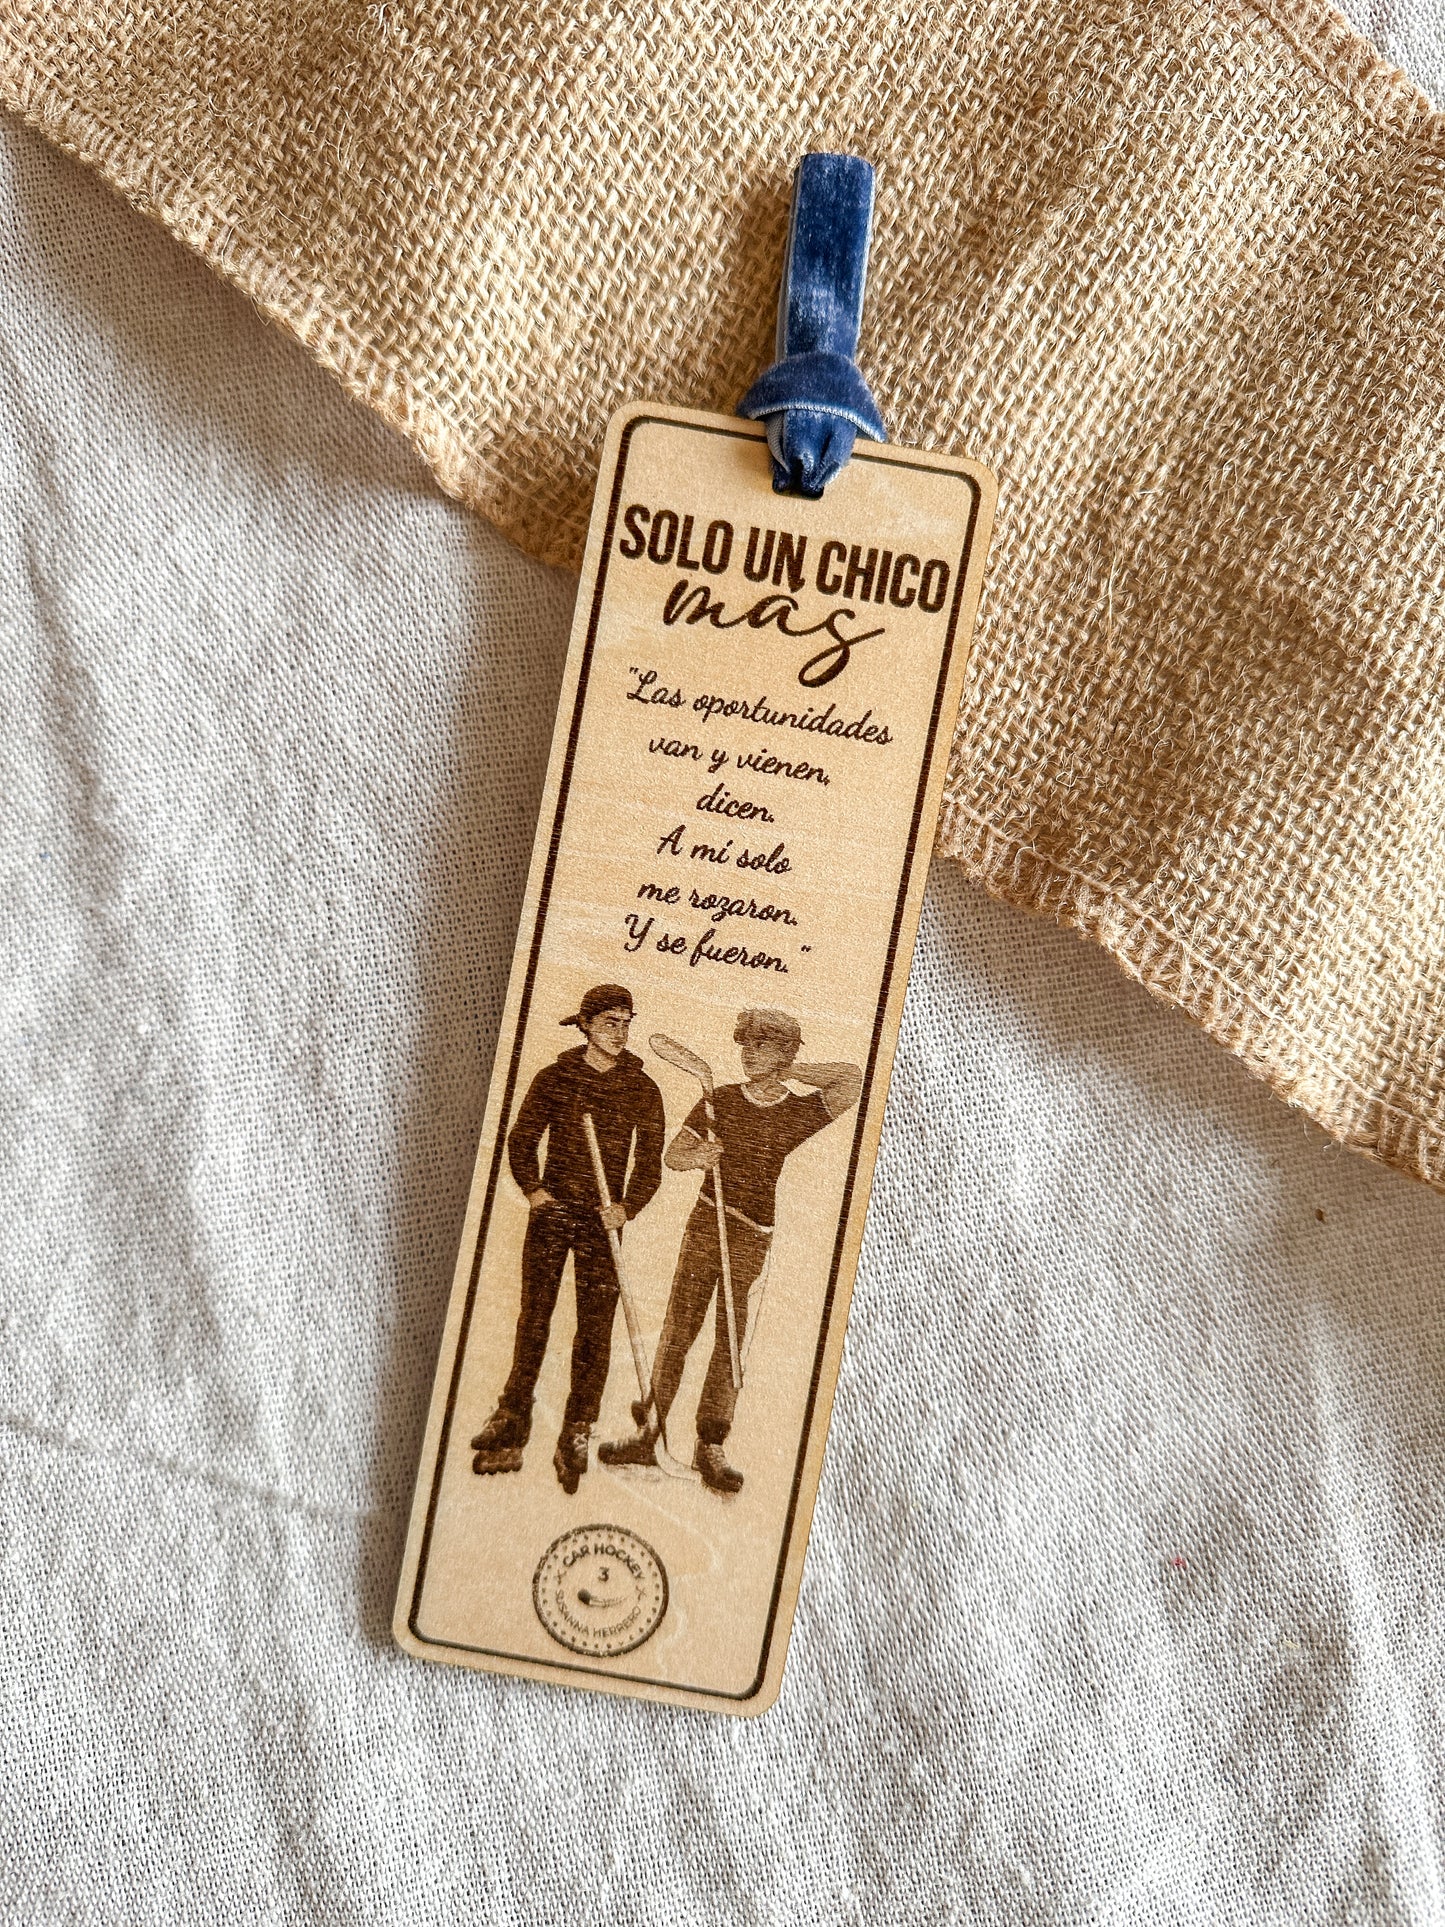 SOLO UN CHICO
más
"Las oportunidades
van y vienen,
dicen.
A mí solo
me rozaron.
Y se fueron."
CAR HOCKEY
3
SUSANNA HERRERO